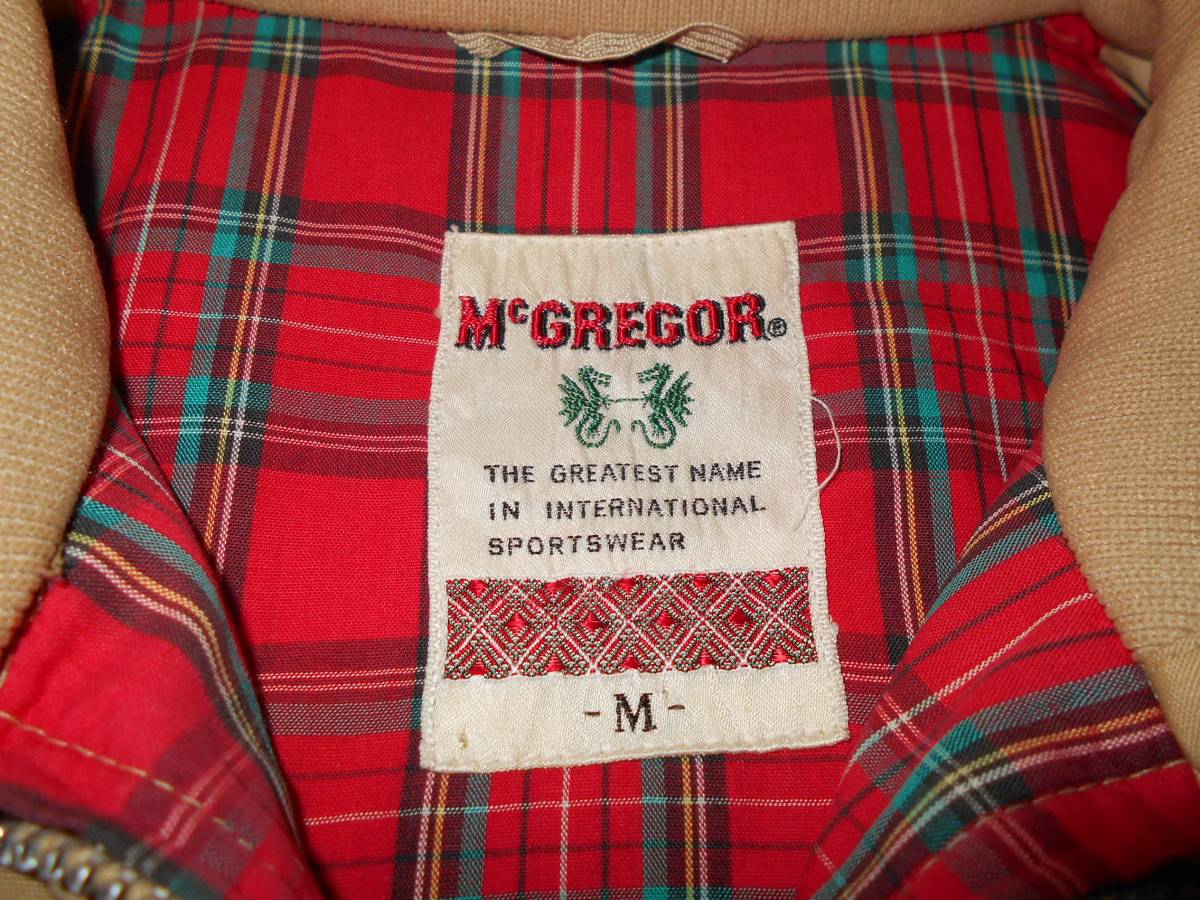 McGREGOR®
THE GREATEST NAME
IN INTERNATIONAL
SPORTSWEAR
-M-